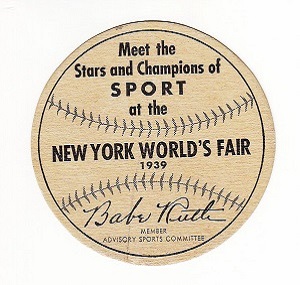 Meet the
Stars and Champions of
SPORT
at the
NEW YORK WORLD'S FAIR
1939
Babe Ruth
MEMBER
ADVISORY SPORTS COMMITTEE